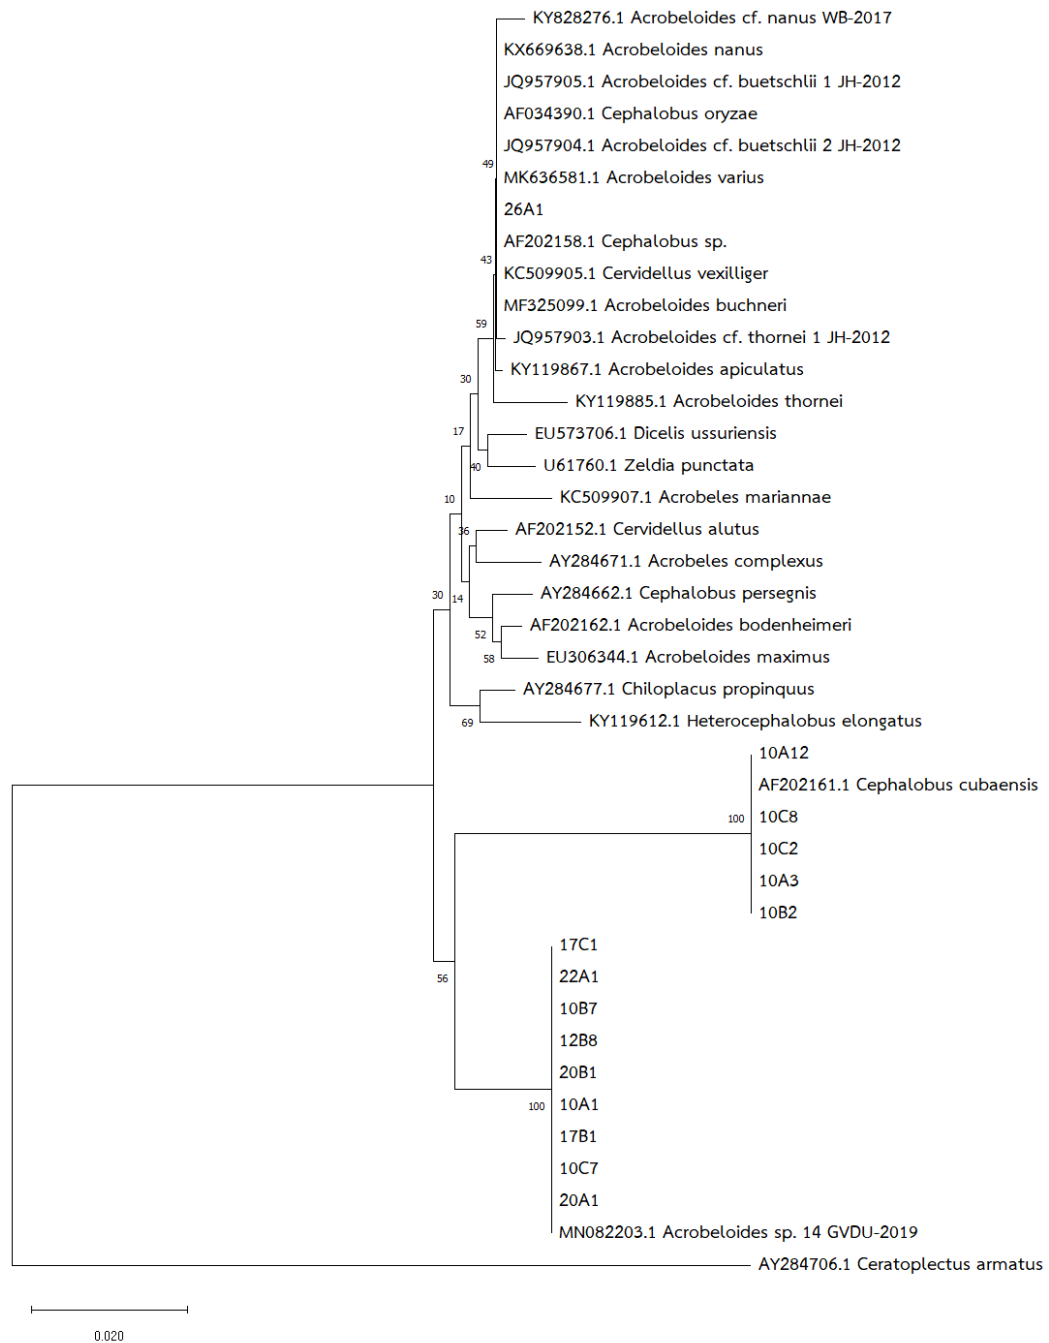 KY828276.1 Acrobeloides cf. nanus WB-2017
KX669638.1 Acrobeloides nanus
JQ957905.1 Acrobeloides cf. buetschlii 1 JH-2012
AF034390.1 Cephalobus oryzae
JQ957904.1 Acrobeloides cf. buetschlii 2 JH-2012
49
MK636581.1 Acrobeloides varius
26A1
AF202158.1 Cephalobus sp.
43
KC509905.1 Cervidellus vexilliger
MF325099.1 Acrobeloides buchneri
59
JQ957903.1 Acrobeloides cf. thornei 1 JH-2012
KY119867.1 Acrobeloides apiculatus
30
KY119885.1 Acrobeloides thornei
17
EU573706.1 Dicelis ussuriensis
40
U61760.1 Zeldia punctata
10
KC509907.1 Acrobeles mariannae
36
AF202152.1 Cervidellus alutus
AY284671.1 Acrobeles complexus
30
14
AY284662.1 Cephalobus persegnis
52
AF202162.1 Acrobeloides bodenheimeri
58
EU306344.1 Acrobeloides maximus
AY284677.1 Chiloplacus propinquus
69
KY119612.1 Heterocephalobus elongatus
10A12
AF202161.1 Cephalobus cubaensis
100
10C8
10C2
10A3
10B2
17C1
56
22A1
10B7
12B8
20B1
100
10A1
17B1
10C7
20A1
MN082203.1 Acrobeloides sp. 14 GVDU-2019
AY284706.1 Ceratoplectus armatus
0.020